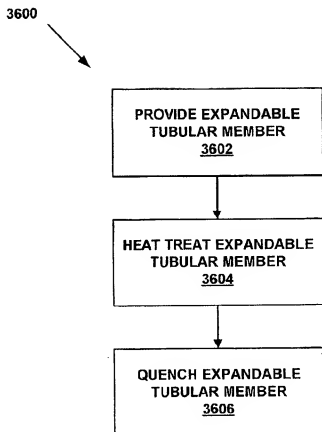 3600
PROVIDE EXPANDABLE
TUBULAR MEMBER
3602
HEAT TREAT EXPANDABLE
TUBULAR MEMBER
3604
QUENCH EXPANDABLE
TUBULAR MEMBER
3606